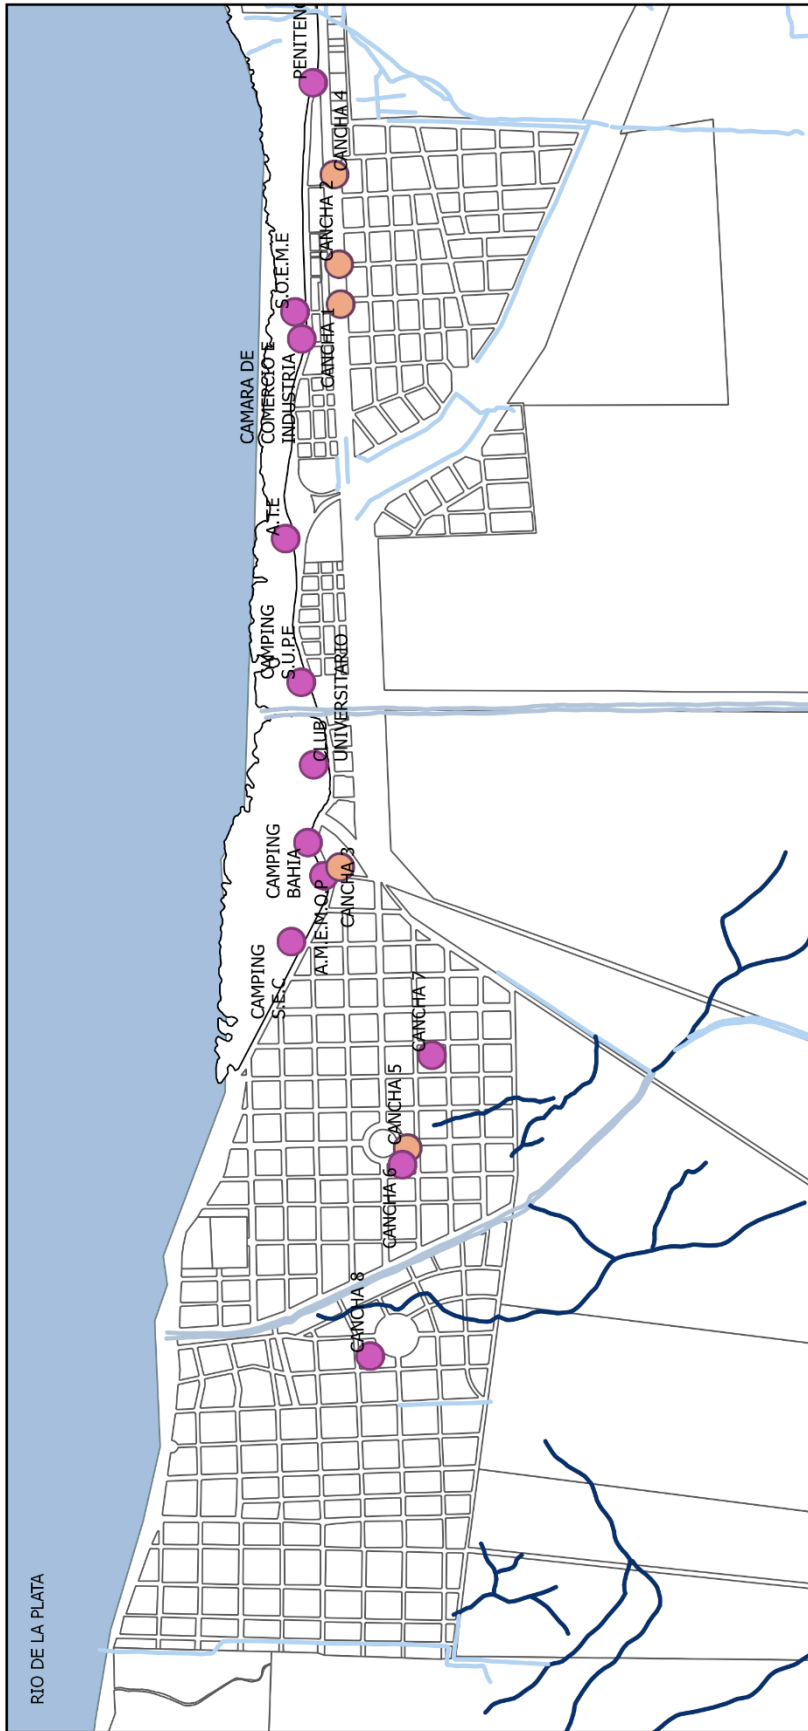 RIO DE LA PLATA
CANCHA 8
CANCHA 6
CANCHA 5
CANCHA 7
CAMPING
S.E.C.
A.M.E.M.O.P
CANCHA 3
CAMPING
BAHIA
CLUB
UNIVERSITARIO
CAMPING
S.U.P.E
A.T.E
CAMARA DE
COMERCIO E
INDUSTRIA
CANCHA 1
S.O.E.M.E
CANCHA 2
CANCHA 4
PENITENC